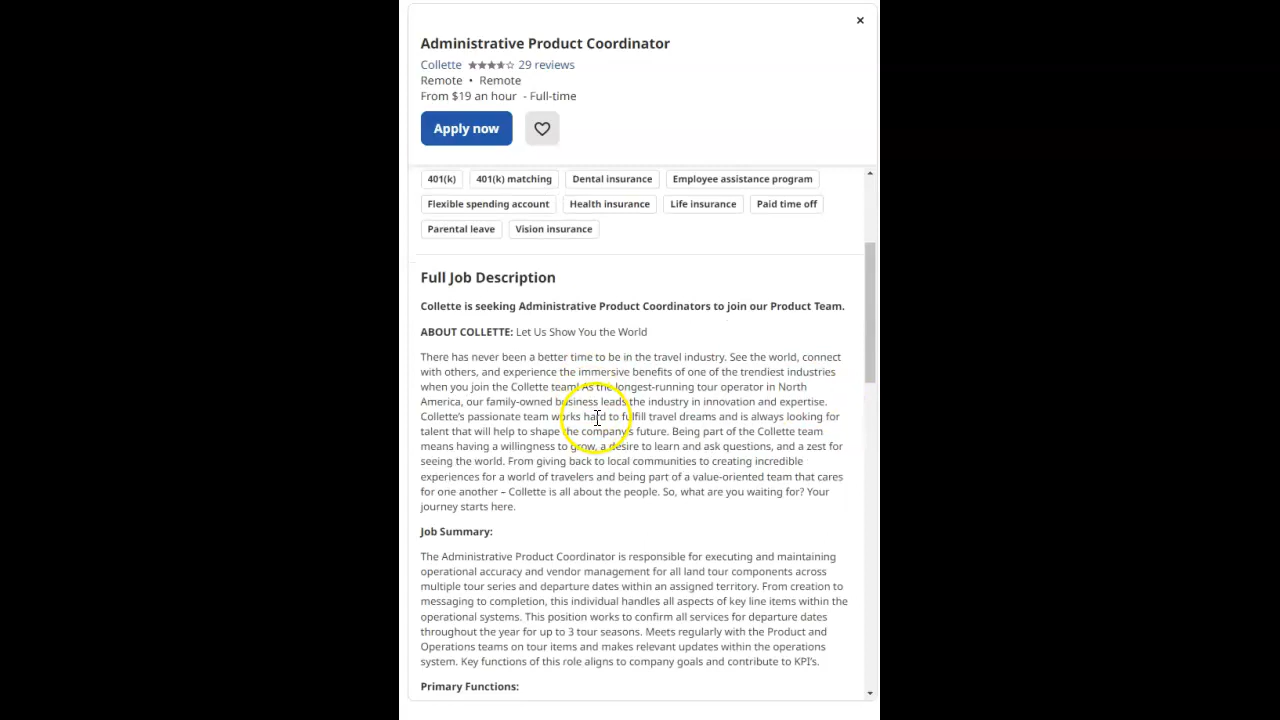 ×
Administrative Product Coordinator
Collette ★★★★☆ 29 reviews
Remote • Remote
From $19 an hour - Full-time
Apply now
401(k) 401(k) matching Dental insurance Employee assistance program
Flexible spending account Health insurance Life insurance Paid time off
Parental leave Vision insurance
Full Job Description
Collette is seeking Administrative Product Coordinators to join our Product Team.
ABOUT COLLETTE: Let Us Show You the World
There has never been a better time to be in the travel industry. See the world, connect
with others, and experience the immersive benefits of one of the trendiest industries
when you join the Collette team! As the longest-running tour operator in North
America, our family-owned business leads the industry in innovation and expertise.
Collette’s passionate team works hard to fulfill travel dreams and is always looking for
talent that will help to shape the company’s future. Being part of the Collette team
means having a willingness to grow, a desire to learn and ask questions, and a zest for
seeing the world. From giving back to local communities to creating incredible
experiences for a world of travelers and being part of a value-oriented team that cares
for one another – Collette is all about the people. So, what are you waiting for? Your
journey starts here.
Job Summary:
The Administrative Product Coordinator is responsible for executing and maintaining
operational accuracy and vendor management for all land tour components across
multiple tour series and departure dates within an assigned territory. From creation to
messaging to completion, this individual handles all aspects of key line items within the
operational systems. This position works to confirm all services for departure dates
throughout the year for up to 3 tour seasons. Meets regularly with the Product and
Operations teams on tour items and makes relevant updates within the operations
system. Key functions of this role aligns to company goals and contribute to KPI’s.
Primary Functions: